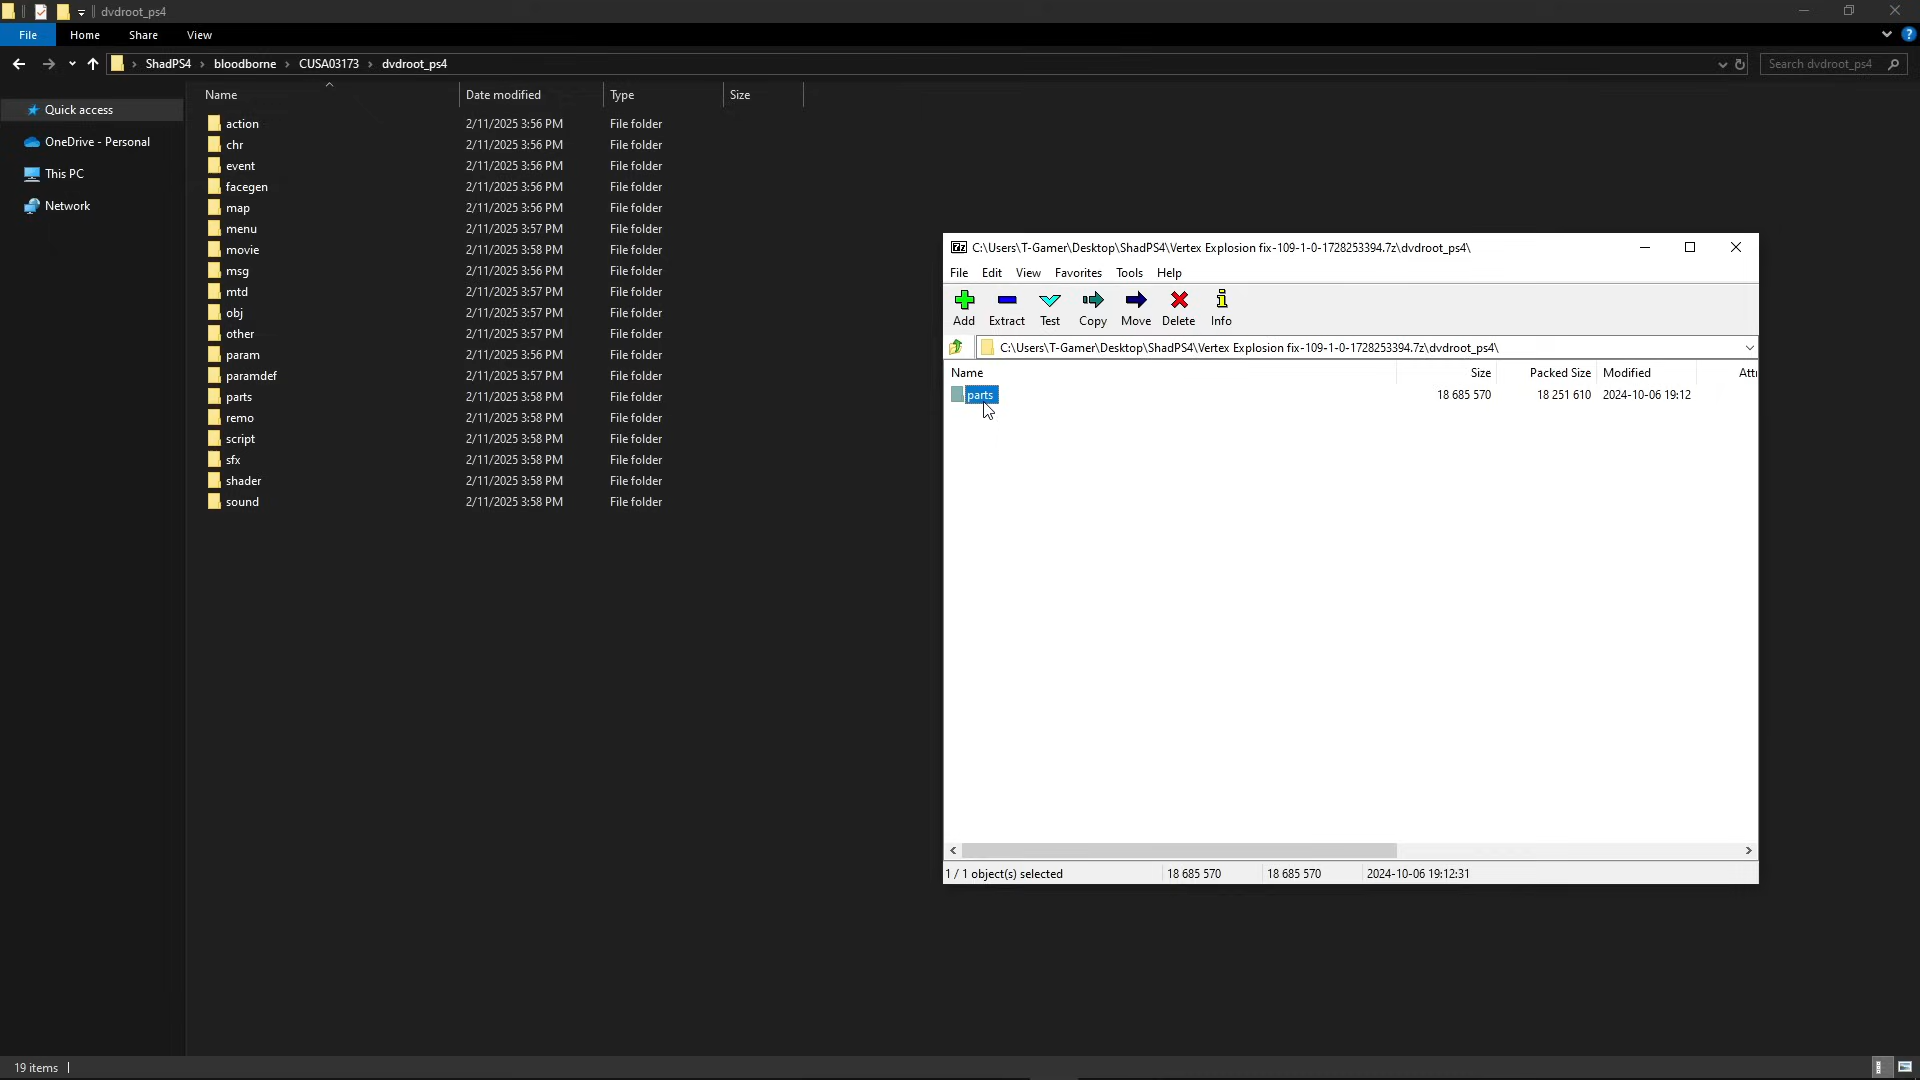 dvdroot_ps4
File Home Share View
ShadPS4 › bloodborne › CUSA03173 › dvdroot_ps4
Search dvdroot_ps4
Name Date modified Type Size
Quick access
OneDrive - Personal
This PC
Network
action 2/11/2025 3:56 PM File folder
chr 2/11/2025 3:56 PM File folder
event 2/11/2025 3:56 PM File folder
facegen 2/11/2025 3:56 PM File folder
map 2/11/2025 3:56 PM File folder
menu 2/11/2025 3:57 PM File folder
movie 2/11/2025 3:58 PM File folder
msg 2/11/2025 3:56 PM File folder
mtd 2/11/2025 3:57 PM File folder
obj 2/11/2025 3:57 PM File folder
other 2/11/2025 3:57 PM File folder
param 2/11/2025 3:56 PM File folder
paramdef 2/11/2025 3:57 PM File folder
parts 2/11/2025 3:58 PM File folder
remo 2/11/2025 3:58 PM File folder
script 2/11/2025 3:58 PM File folder
sfx 2/11/2025 3:58 PM File folder
shader 2/11/2025 3:58 PM File folder
sound 2/11/2025 3:58 PM File folder
19 items
7z C:\Users\T-Gamer\Desktop\ShadPS4\Vertex Explosion fix-109-1-0-1728253394.7z\dvdroot_ps4\
File Edit View Favorites Tools Help
Add Extract Test Copy Move Delete Info
C:\Users\T-Gamer\Desktop\ShadPS4\Vertex Explosion fix-109-1-0-1728253394.7z\dvdroot_ps4\
Name Size Packed Size Modified Attı
parts 18 685 570 18 251 610 2024-10-06 19:12
1 / 1 object(s) selected 18 685 570 18 685 570 2024-10-06 19:12:31